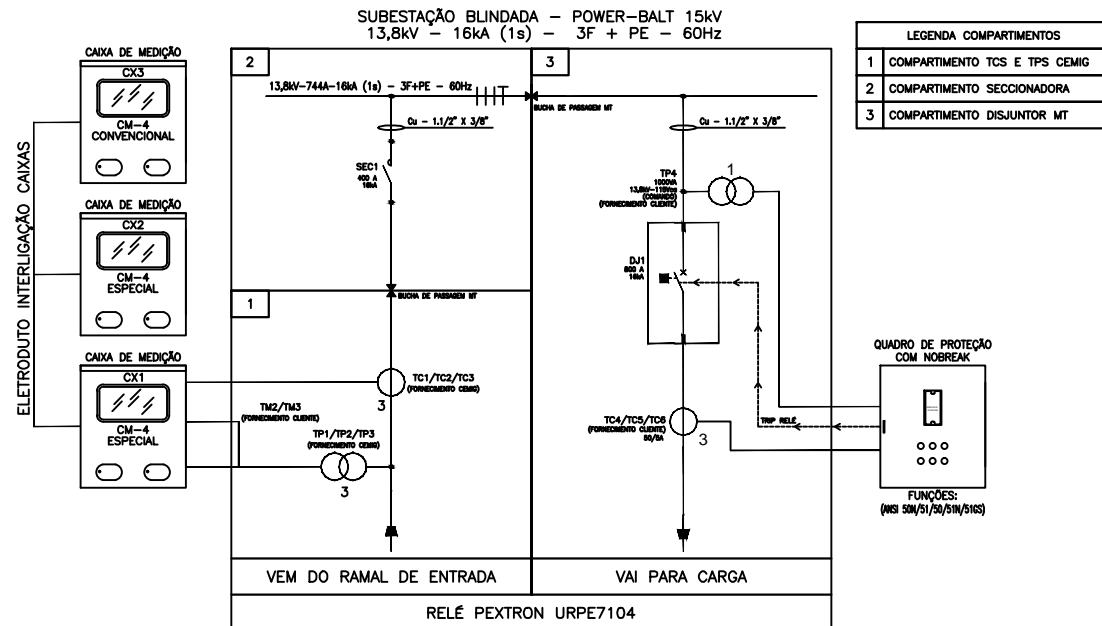 SUBESTAÇÃO BLINDADA – POWER-BALT 15kV
13,8kV – 16kA (1s) – 3F + PE – 60Hz
LEGENDA COMPARTIMENTOS
1 COMPARTIMENTO TCS E TPS CEMIG
2 COMPARTIMENTO SECCIONADORA
3 COMPARTIMENTO DISJUNTOR MT
ELETRODUTO INTERLIGAÇÃO CAIXAS
CAIXA DE MEDIÇÃO
CX3
CM-4
CONVENCIONAL
CAIXA DE MEDIÇÃO
CX2
CM-4
ESPECIAL
CAIXA DE MEDIÇÃO
CX1
CM-4
ESPECIAL
2
13,8kV-744A-16kA (1s) – 3F+PE – 60Hz
Cu – 1.1/2" X 3/8"
SEC1
400 A
16kA
BUCHA DE PASSAGEM MT
1
BUCHA DE PASSAGEM MT
TC1/TC2/TC3
(FORNECIMENTO CEMIG)
3
TM2/TM3
(FORNECIMENTO CLIENTE)
TP1/TP2/TP3
(FORNECIMENTO CEMIG)
3
3
Cu – 1.1/2" X 3/8"
TP4
1000VA
13,8kV-115Vca
(COMANDO)
(FORNECIMENTO CLIENTE)
1
DJ1
16kA
TC4/TC5/TC6
(FORNECIMENTO CLIENTE)
50/5A
3
TRIP RELÉ
QUADRO DE PROTEÇÃO
COM NOBREAK
FUNÇÕES:
(ANSI 50N/51/50/51N/51GS)
VEM DO RAMAL DE ENTRADA
VAI PARA CARGA
RELÉ PEXTRON URPE7104